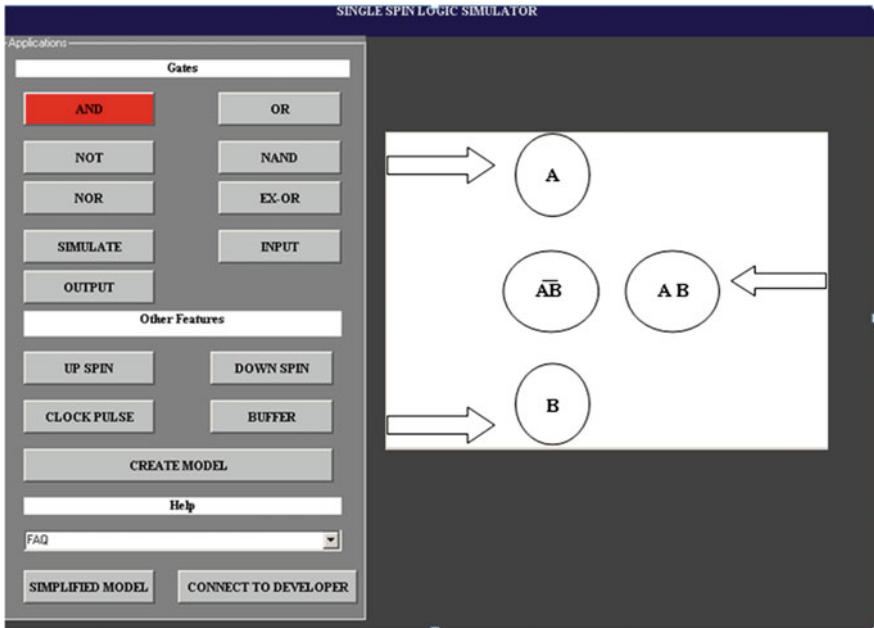 SINGLE SPIN LOGIC SIMULATOR
Applications
Gates
AND OR
NOT NAND
NOR EX-OR
SIMULATE INPUT
OUTPUT
Other Features
UP SPIN DOWN SPIN
CLOCK PULSE BUFFER
CREATE MODEL
Help
FAQ
SIMPLIFIED MODEL CONNECT TO DEVELOPER
A
AB̅ A B
B